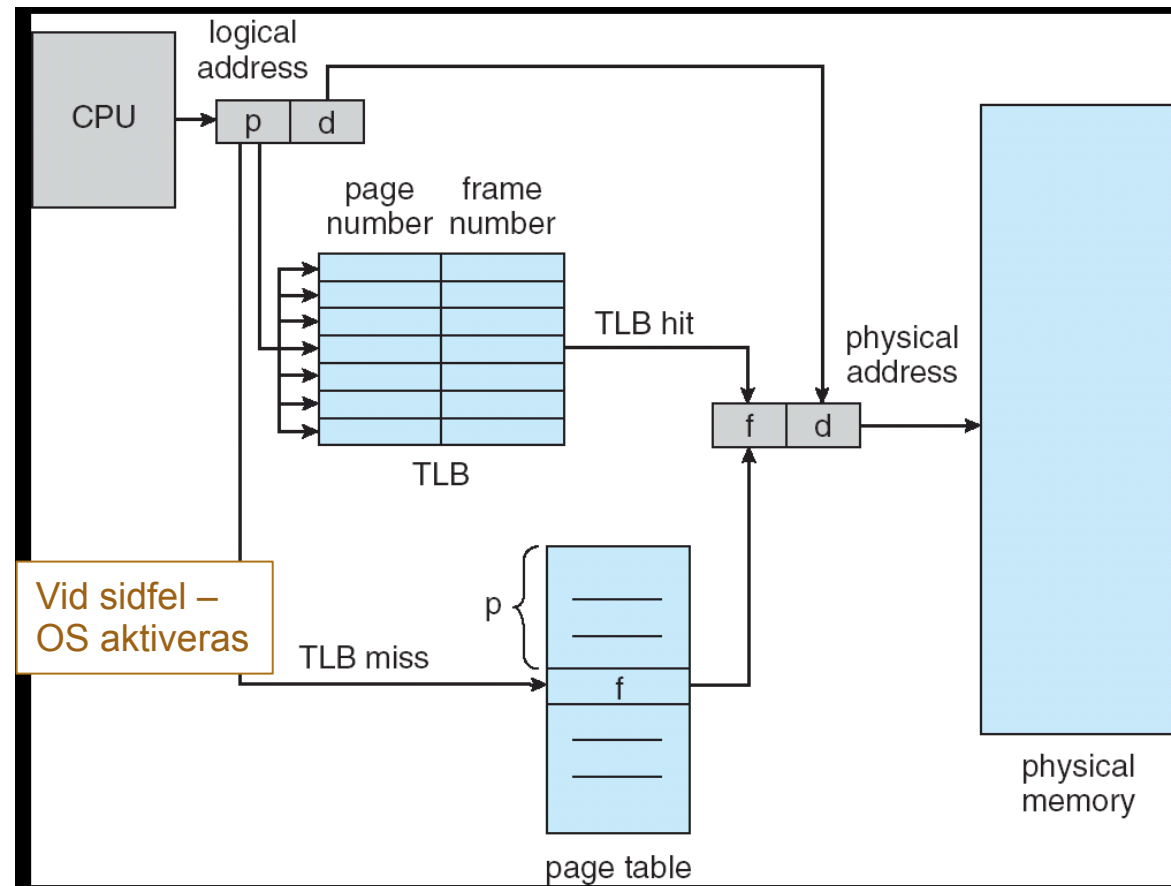 logical
address
CPU
p
d
page
number
frame
number
TLB hit
physical
address
f
d
TLB
Vid sidfel –
OS aktiveras
p
TLB miss
f
physical
memory
page table